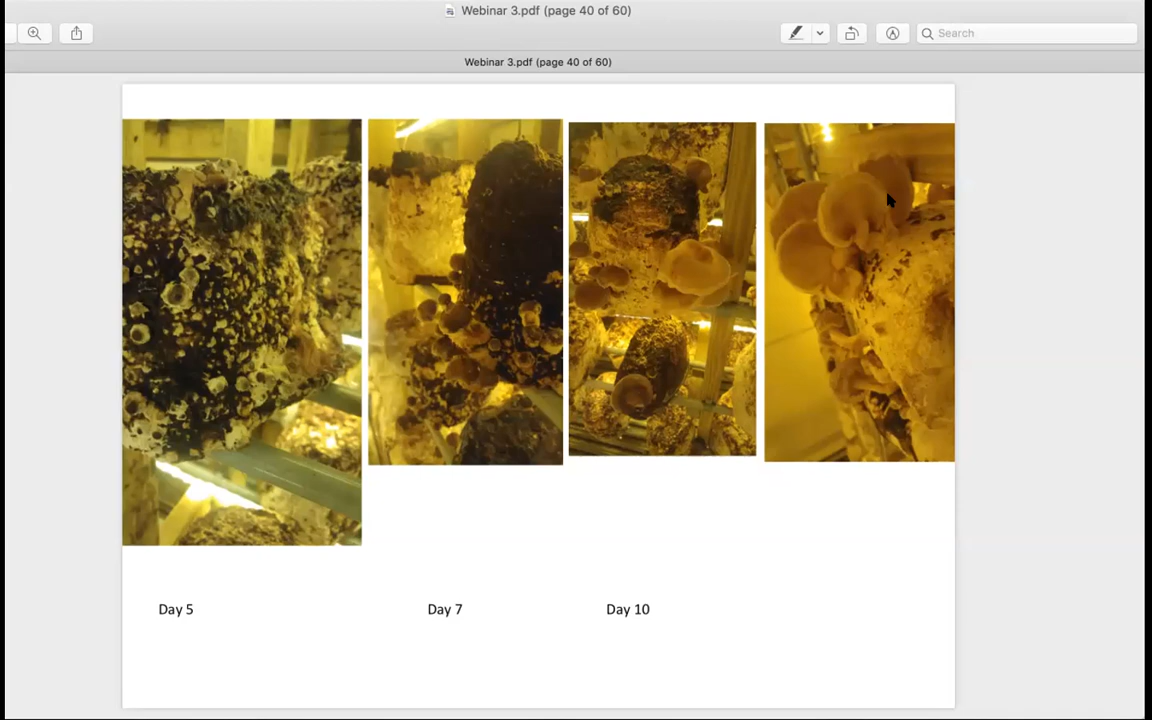 Webinar 3.pdf (page 40 of 60)
Search
Webinar 3.pdf (page 40 of 60)
Day 5
Day 7
Day 10